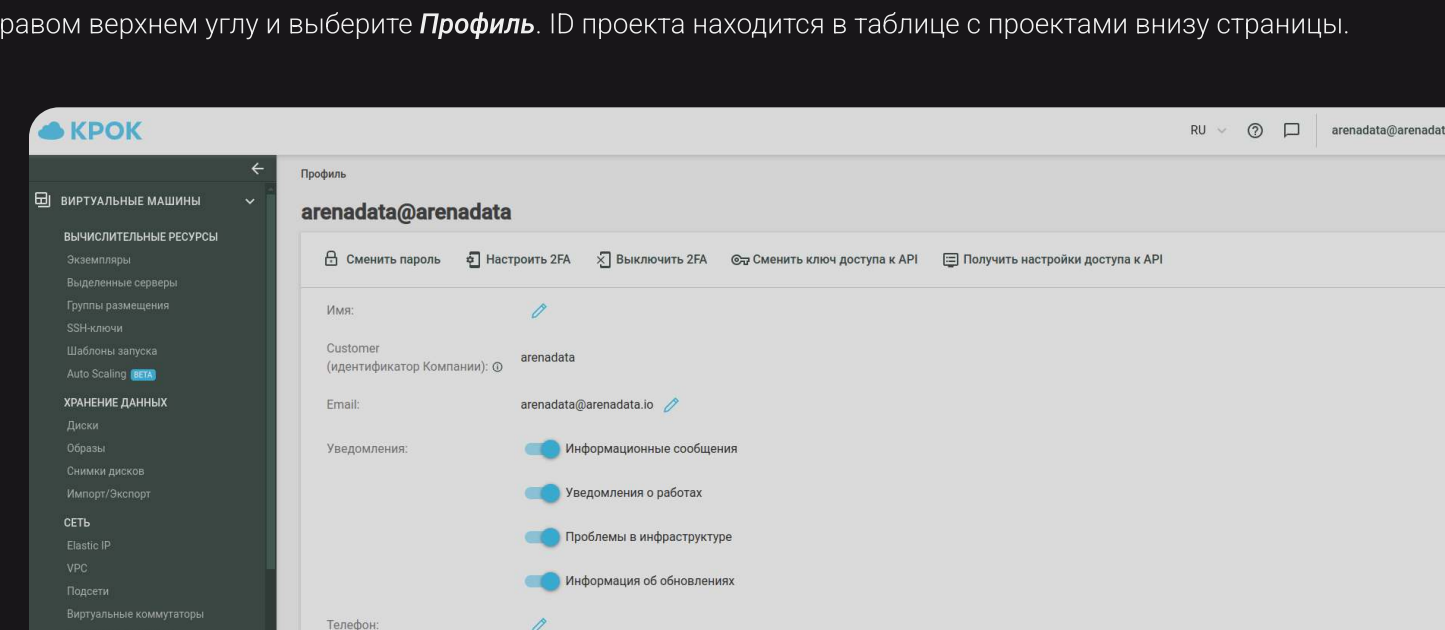 равом верхнем углу и выберите Профиль. ID проекта находится в таблице с проектами внизу страницы.
КРОК
RU
arenadata@arenadat
ВИРТУАЛЬНЫЕ МАШИНЫ
ВЫЧИСЛИТЕЛЬНЫЕ РЕСУРСЫ
Экземпляры
Выделенные серверы
Группы размещения
SSH-ключи
Шаблоны запуска
Auto Scaling BETA
ХРАНЕНИЕ ДАННЫХ
Диски
Образы
Снимки дисков
Импорт/Экспорт
СЕТЬ
Elastic IP
VPC
Подсети
Виртуальные коммутаторы
Профиль
arenadata@arenadata
Сменить пароль Настроить 2FA Выключить 2FA Сменить ключ доступа к API Получить настройки доступа к API
Имя:
Customer
(идентификатор Компании): arenadata
Email: arenadata@arenadata.io
Уведомления: Информационные сообщения
Уведомления о работах
Проблемы в инфраструктуре
Информация об обновлениях
Телефон: